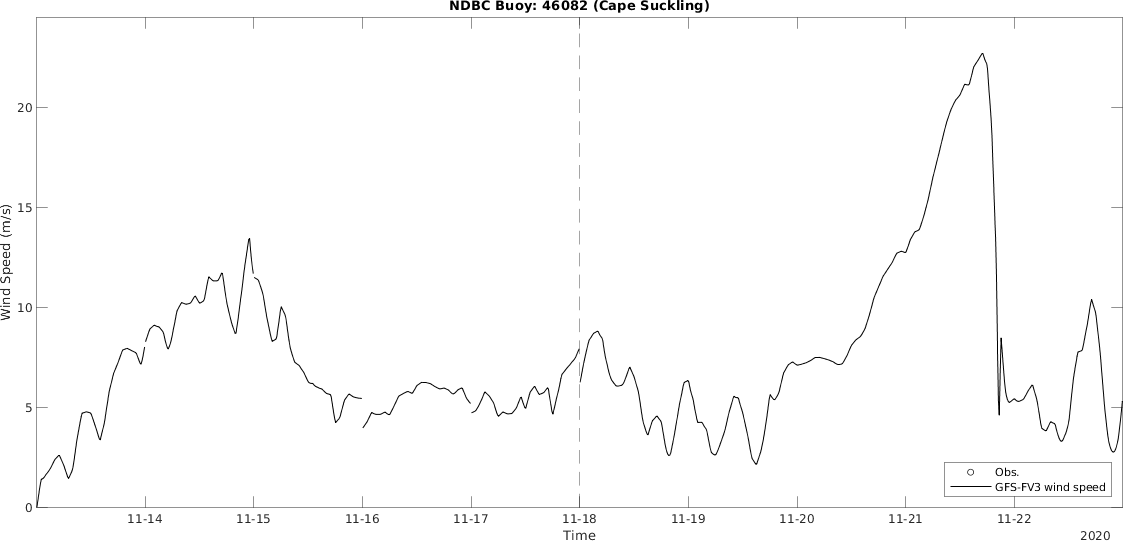 NDBC Buoy: 46082 (Cape Suckling)
Wind Speed (m/s)
20
15
10
5
0
11-14 11-15 11-16 11-17 11-18 11-19 11-20 11-21 11-22
Time
2020
Obs.
GFS-FV3 wind speed